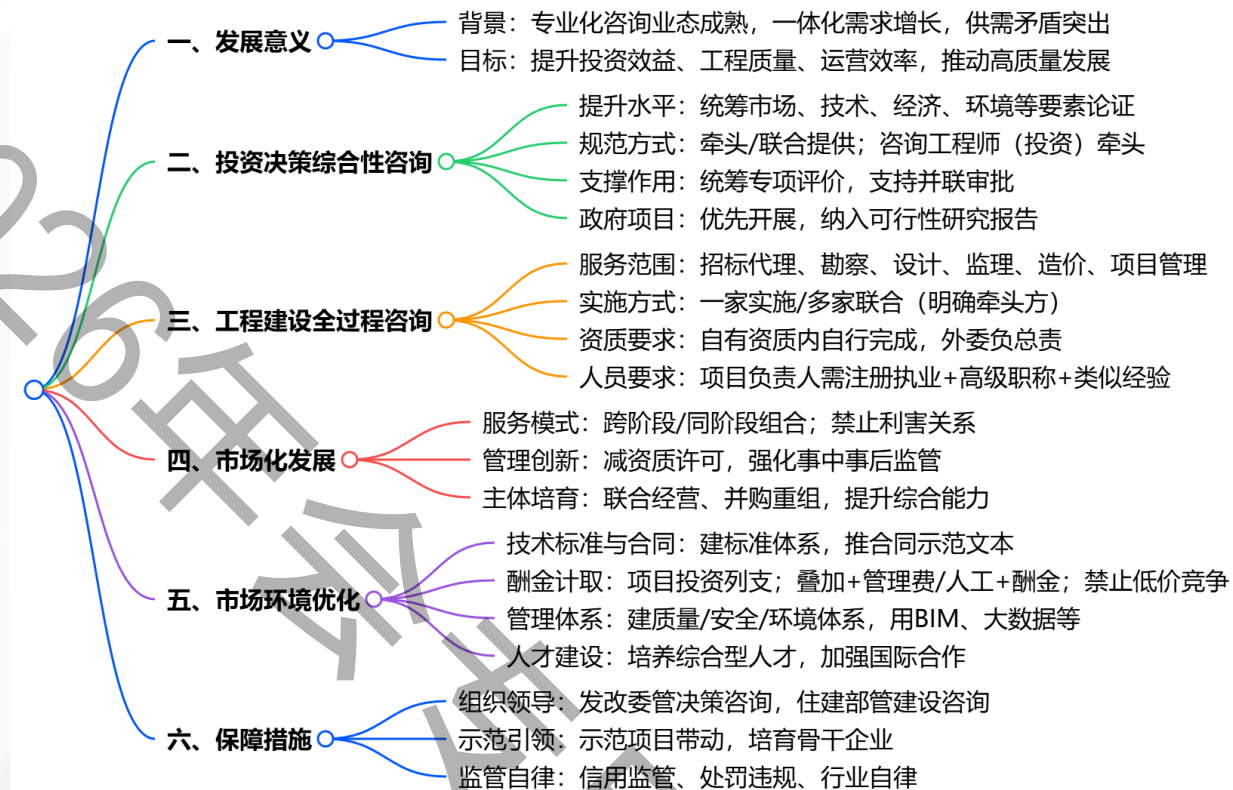 一、发展意义
背景：专业化咨询业态成熟，一体化需求增长，供需矛盾突出
目标：提升投资效益、工程质量、运营效率，推动高质量发展
二、投资决策综合性咨询
提升水平：统筹市场、技术、经济、环境等要素论证
规范方式：牵头/联合提供；咨询工程师（投资）牵头
支撑作用：统筹专项评价，支持并联审批
政府项目：优先开展，纳入可行性研究报告
三、工程建设全过程咨询
服务范围：招标代理、勘察、设计、监理、造价、项目管理
实施方式：一家实施/多家联合（明确牵头方）
资质要求：自有资质内自行完成，外委负总责
人员要求：项目负责人需注册执业+高级职称+类似经验
四、市场化发展
服务模式：跨阶段/同阶段组合；禁止利害关系
管理创新：减资质许可，强化事中事后监管
主体培育：联合经营、并购重组，提升综合能力
五、市场环境优化
技术标准与合同：建标准体系，推合同示范文本
酬金计取：项目投资列支；叠加+管理费/人工+酬金；禁止低价竞争
管理体系：建质量/安全/环境体系，用BIM、大数据等
人才建设：培养综合型人才，加强国际合作
六、保障措施
组织领导：发改委管决策咨询，住建部管建设咨询
示范引领：示范项目带动，培育骨干企业
监管自律：信用监管、处罚违规、行业自律
26年会考